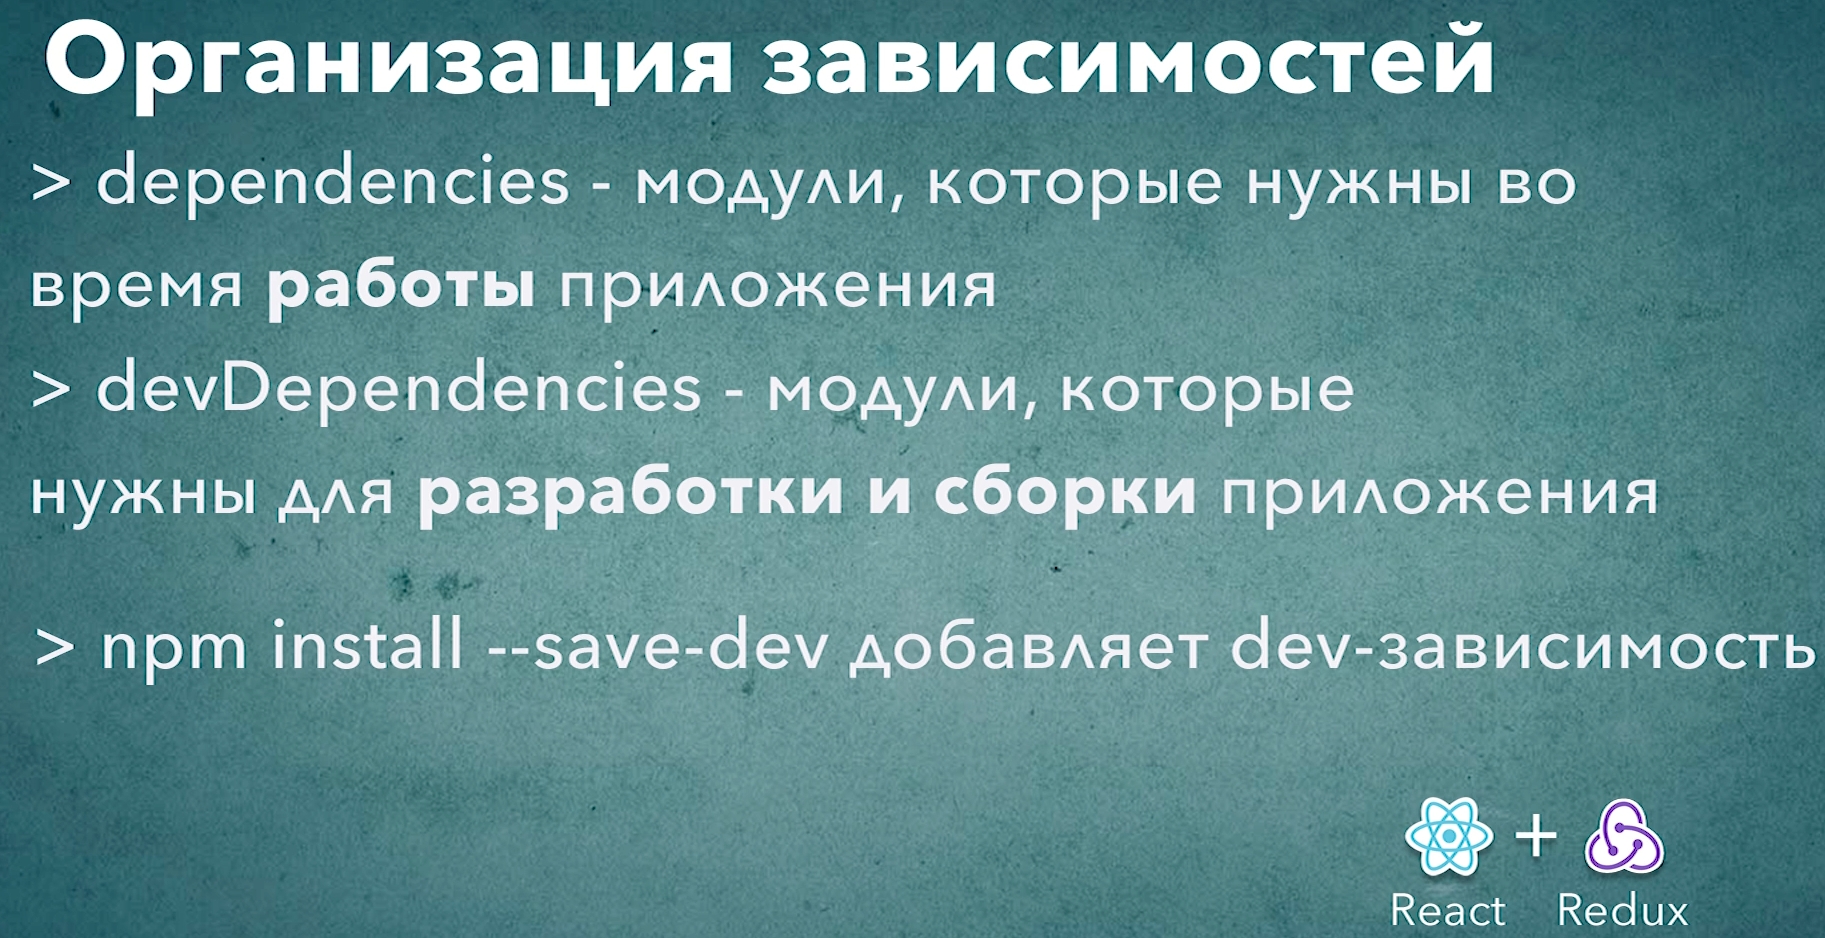 Организация зависимостей
> dependencies - модули, которые нужны во
время работы приложения
> devDependencies - модули, которые
нужны для разработки и сборки приложения
> npm install --save-dev добавляет dev-зависимость
+
React Redux